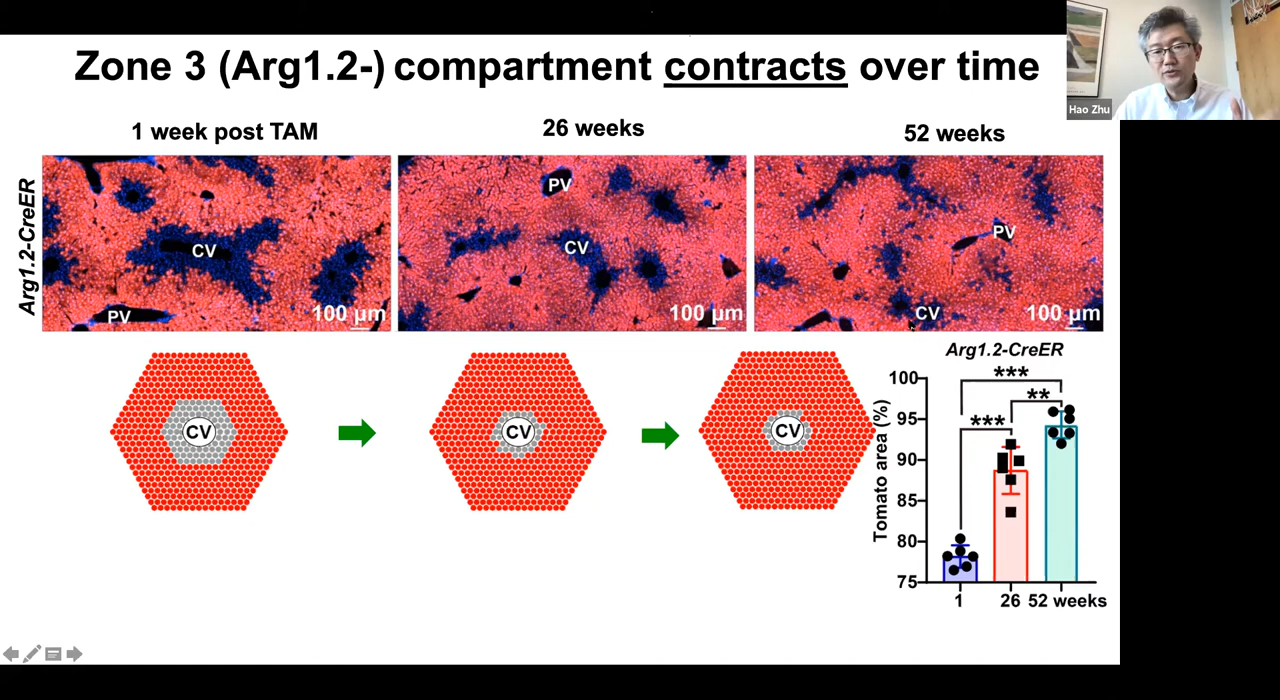 Zone 3 (Arg1.2-) compartment contracts over time
Hao Zhu
1 week post TAM
26 weeks
52 weeks
Arg1.2-CreER
CV
PV
100 µm
PV
CV
100 µm
PV
CV
100 µm
CV
CV
CV
Arg1.2-CreER
Tomato area (%)
100
95
90
85
80
75
***
***
**
1
26
52 weeks